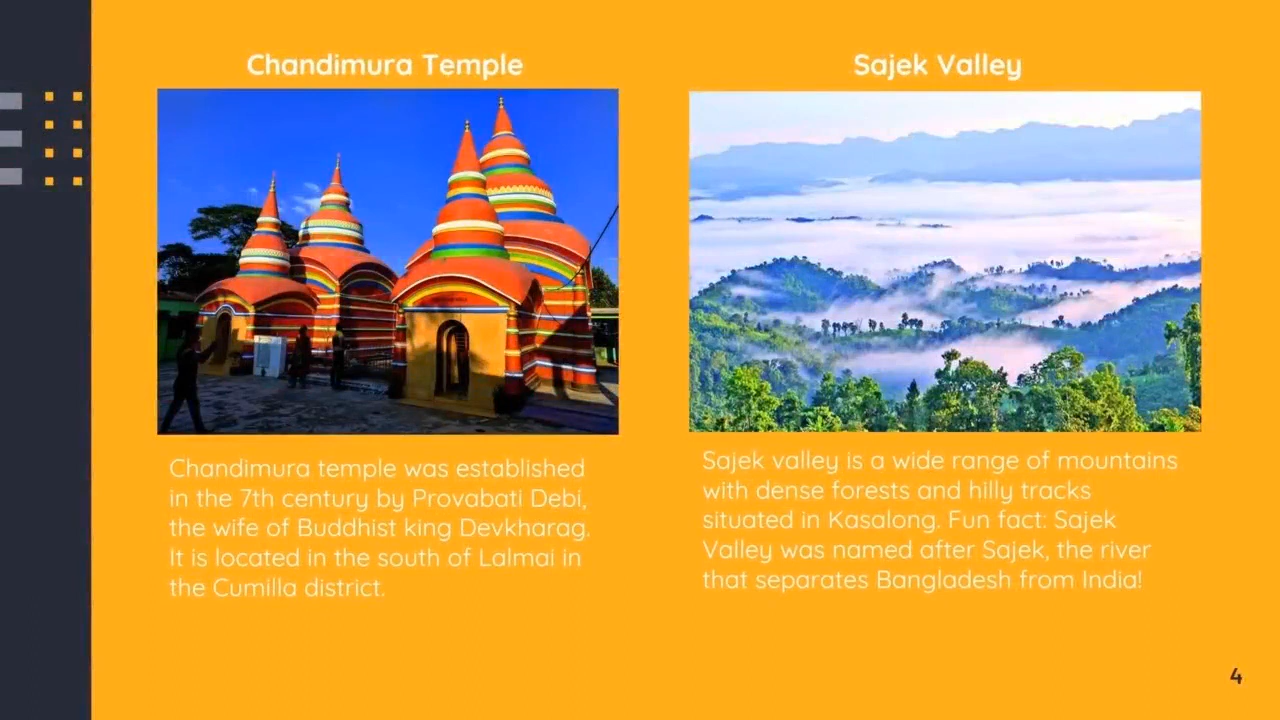 Chandimura Temple
Chandimura temple was established
in the 7th century by Provabati Debi,
the wife of Buddhist king Devkharag.
It is located in the south of Lalmai in
the Cumilla district.
Sajek Valley
Sajek valley is a wide range of mountains
with dense forests and hilly tracks
situated in Kasalong. Fun fact: Sajek
Valley was named after Sajek, the river
that separates Bangladesh from India!
4